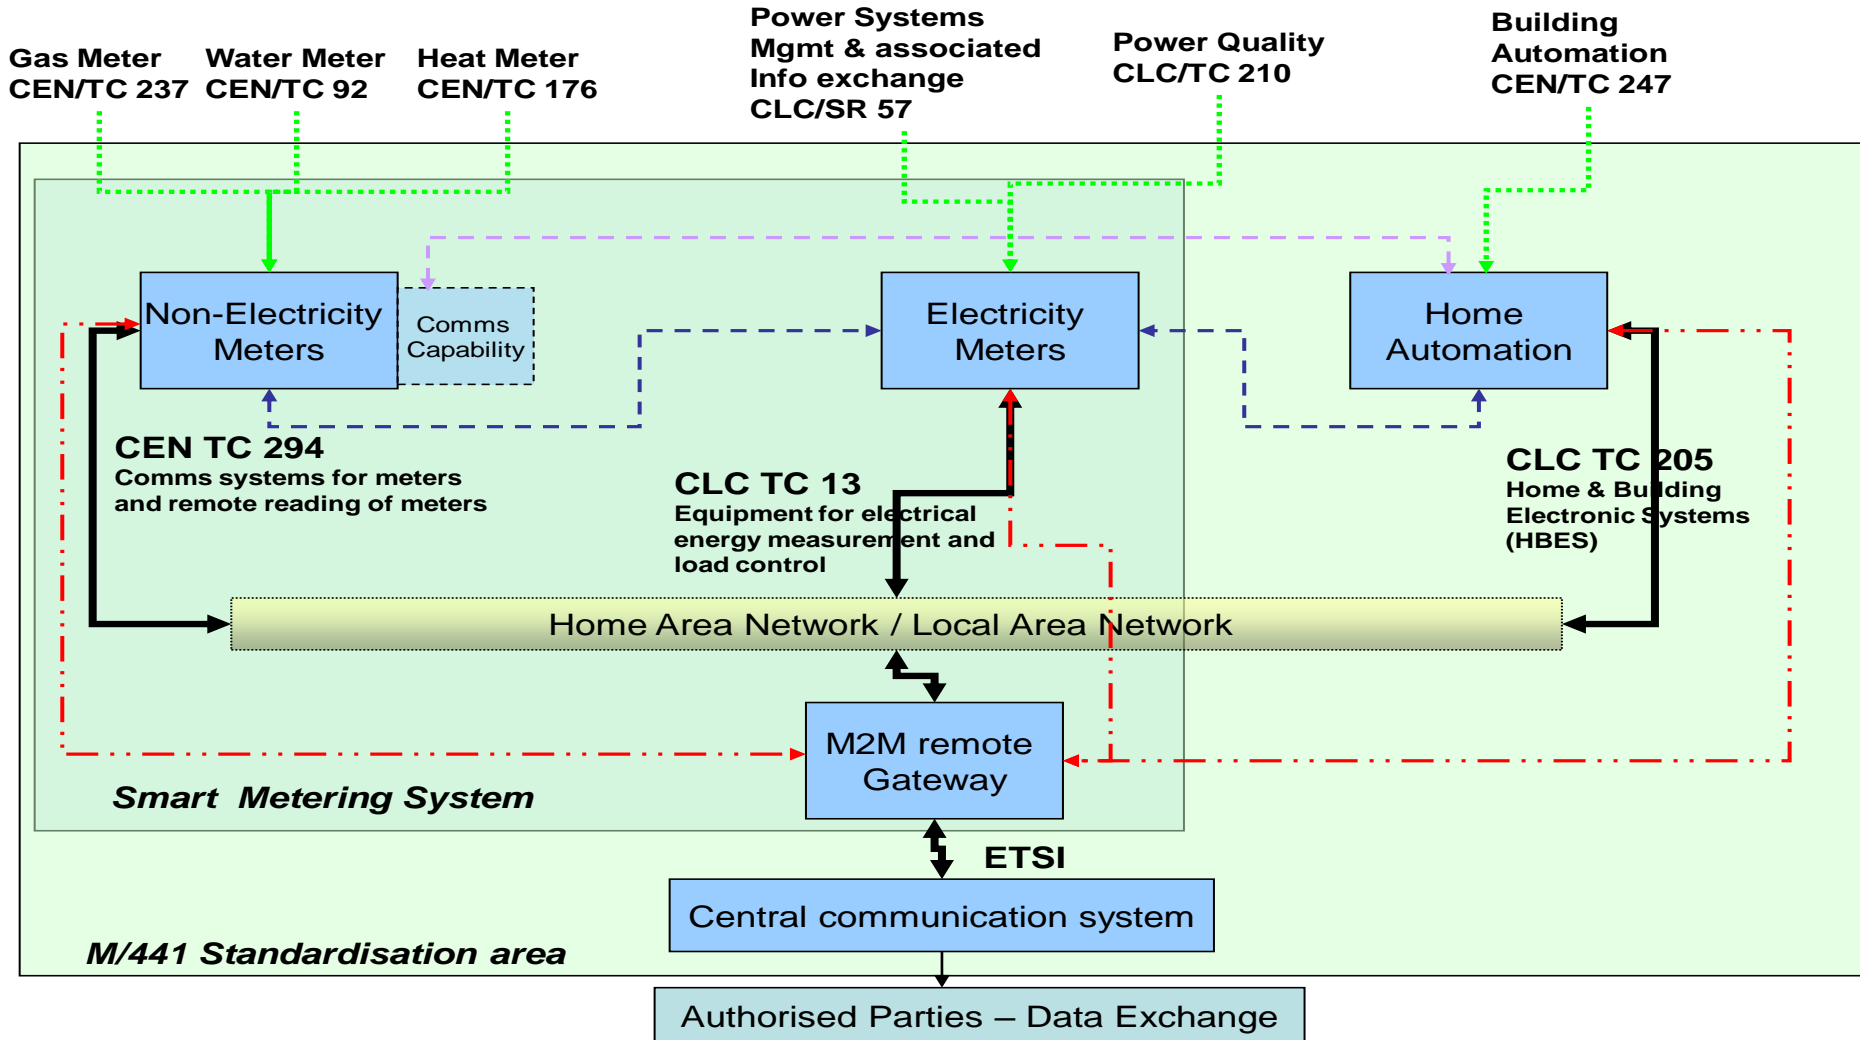 Gas Meter
CEN/TC 237
Water Meter
CEN/TC 92
Heat Meter
CEN/TC 176
Power Systems
Mgmt & associated
Info exchange
CLC/SR 57
Power Quality
CLC/TC 210
Building
Automation
CEN/TC 247
Non-Electricity
Meters
Comms
Capability
Electricity
Meters
Home
Automation
CEN TC 294
Comms systems for meters
and remote reading of meters
CLC TC 13
Equipment for electrical
energy measurement and
load control
CLC TC 205
Home & Building
Electronic Systems
(HBES)
Home Area Network / Local Area Network
M2M remote
Gateway
Smart Metering System
ETSI
Central communication system
M/441 Standardisation area
Authorised Parties – Data Exchange